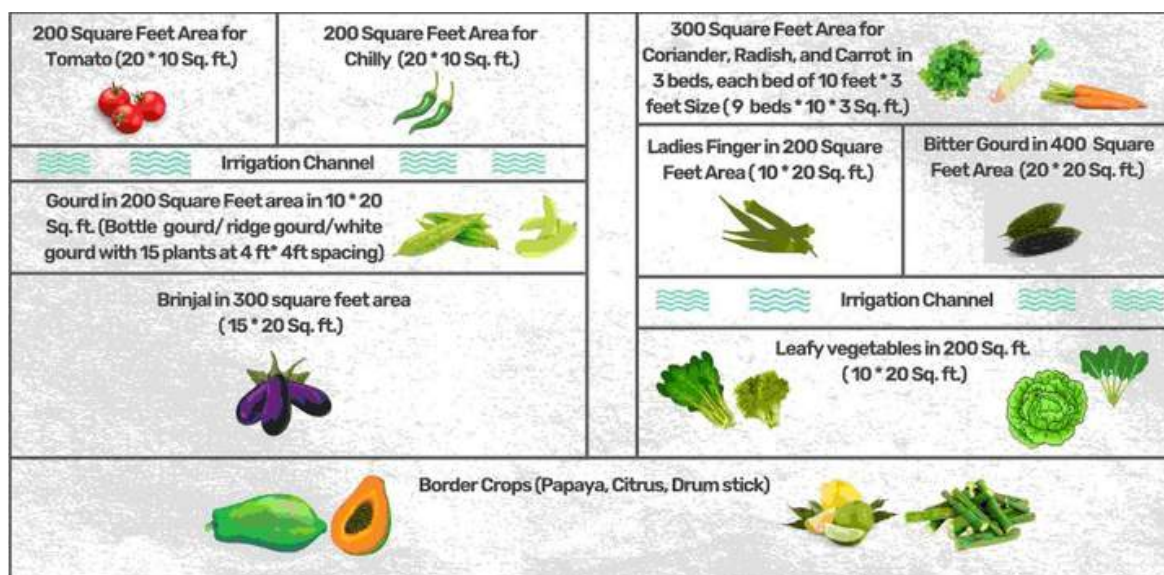 200 Square Feet Area for
Tomato (20 * 10 Sq. ft.)
200 Square Feet Area for
Chilly (20 * 10 Sq. ft.)
300 Square Feet Area for
Coriander, Radish, and Carrot in
3 beds, each bed of 10 feet * 3
feet Size ( 9 beds * 10 * 3 Sq. ft.)
Irrigation Channel
Ladies Finger in 200 Square
Feet Area ( 10 * 20 Sq. ft.)
Bitter Gourd in 400 Square
Feet Area (20 * 20 Sq. ft.)
Gourd in 200 Square Feet area in 10 * 20
Sq. ft. (Bottle gourd/ ridge gourd/white
gourd with 15 plants at 4 ft* 4ft spacing)
Brinjal in 300 square feet area
( 15 * 20 Sq. ft.)
Irrigation Channel
Leafy vegetables in 200 Sq. ft.
( 10 * 20 Sq. ft.)
Border Crops (Papaya, Citrus, Drum stick)